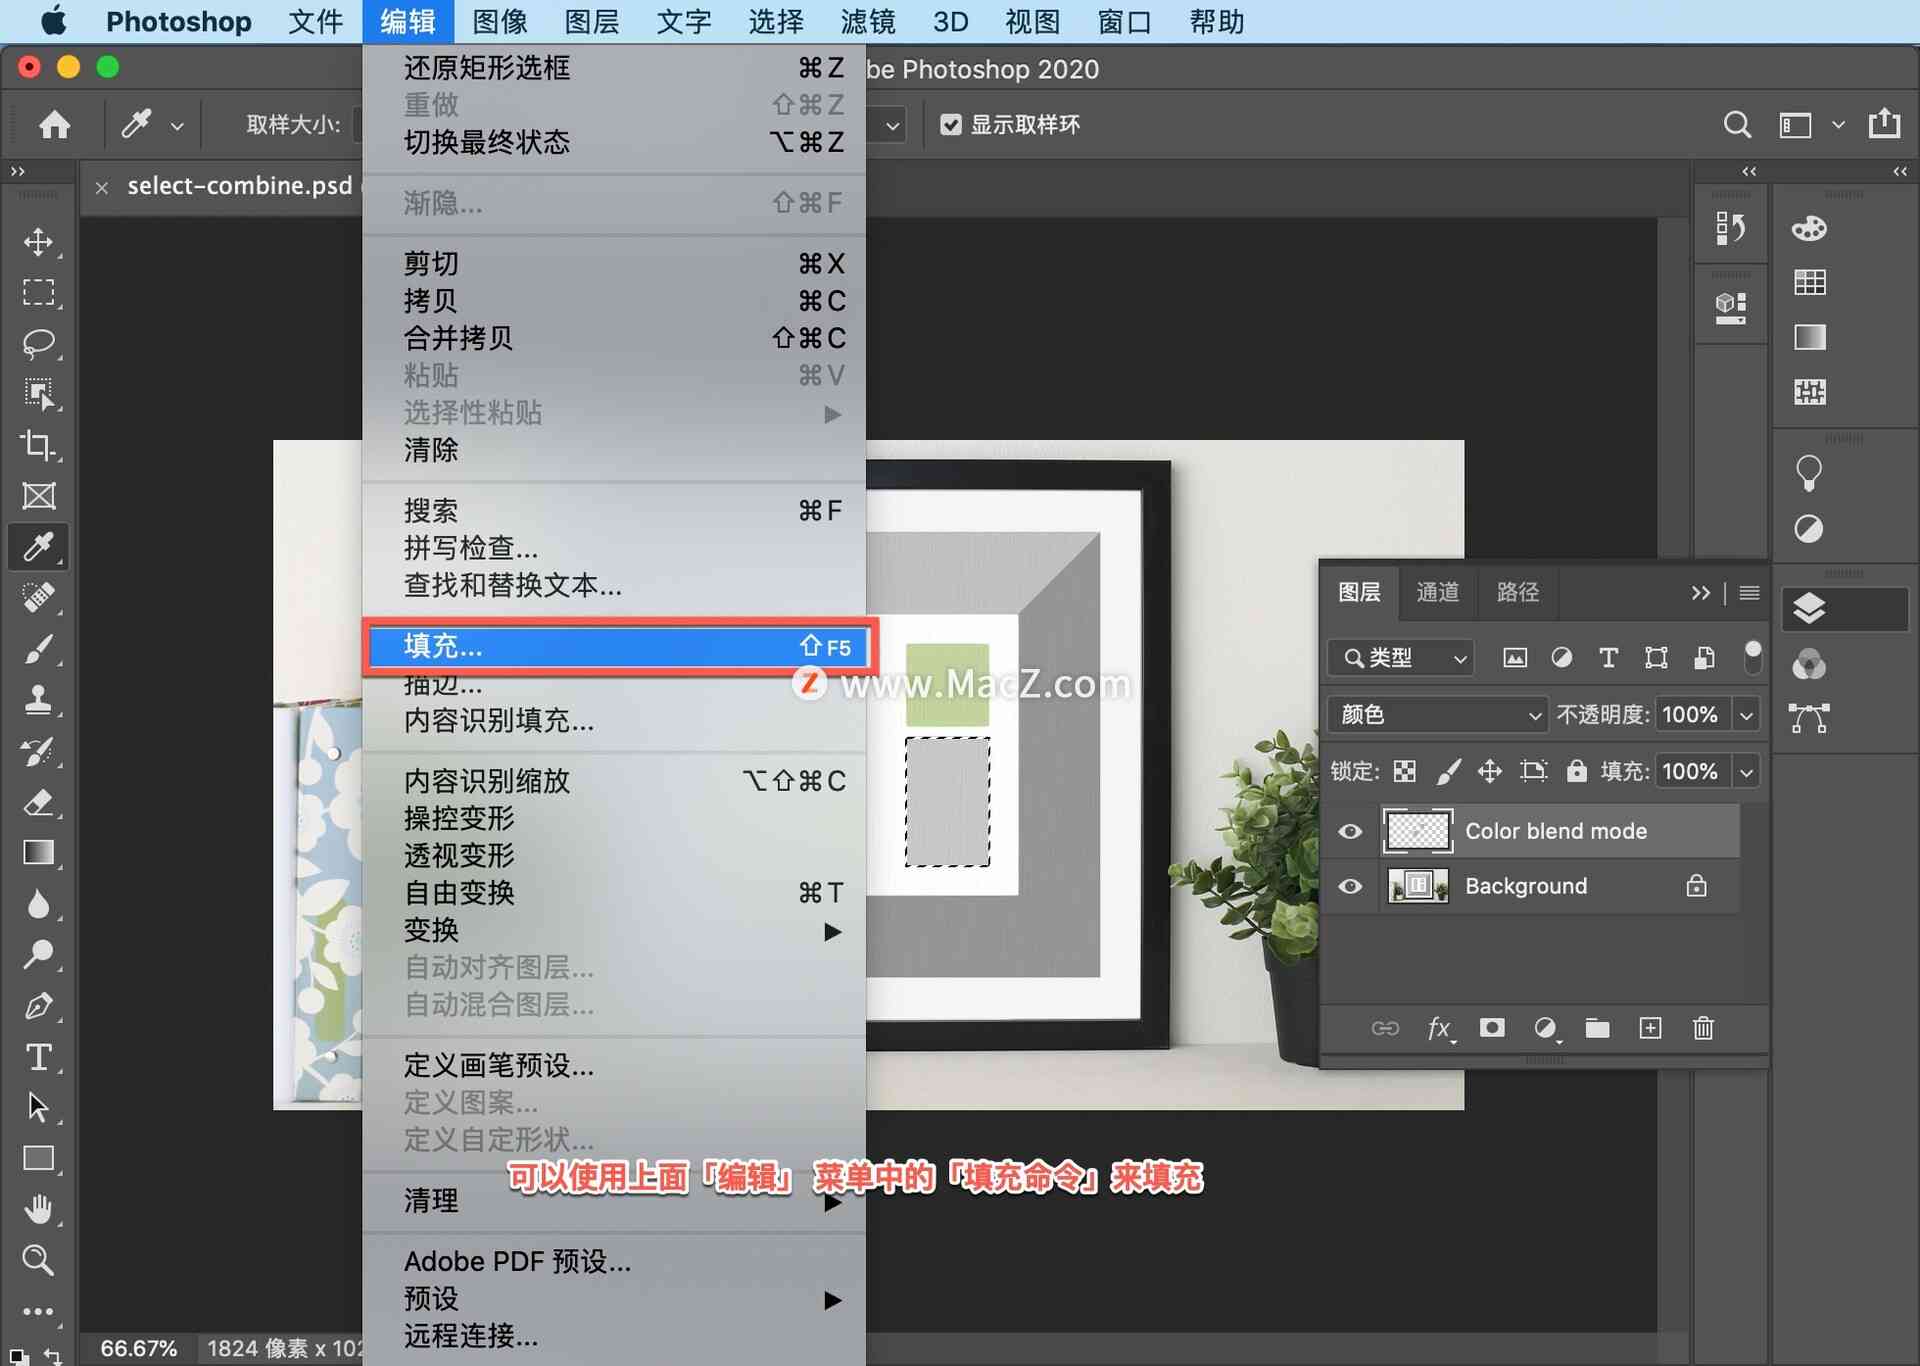 Photoshop 文件 编辑 图像 图层 文字 选择 滤镜 3D 视图 窗口 帮助
be Photoshop 2020
取样大小:
显示取样环
select-combine.psd
还原矩形选框 ⌘Z
重做 ⇧⌘Z
切换最终状态 ⌥⌘Z
渐隐... ⇧⌘F
剪切 ⌘X
拷贝 ⌘C
合并拷贝 ⇧⌘C
粘贴 ⌘V
选择性粘贴 ▶
清除
搜索 ⌘F
拼写检查...
查找和替换文本...
填充... ⇧F5
描边...
内容识别填充...
内容识别缩放 ⌥⇧⌘C
操控变形
透视变形
自由变换 ⌘T
变换 ▶
自动对齐图层...
自动混合图层...
定义画笔预设...
定义图案...
定义自定形状...
清理 ▶
Adobe PDF 预设...
预设 ▶
远程连接...
Z www.MacZ.com
可以使用上面「编辑」 菜单中的「填充命令」来填充
图层 通道 路径
类型
颜色 不透明度: 100%
锁定: 填充: 100%
Color blend mode
Background
fx
66.67% 1824 像素 x 102